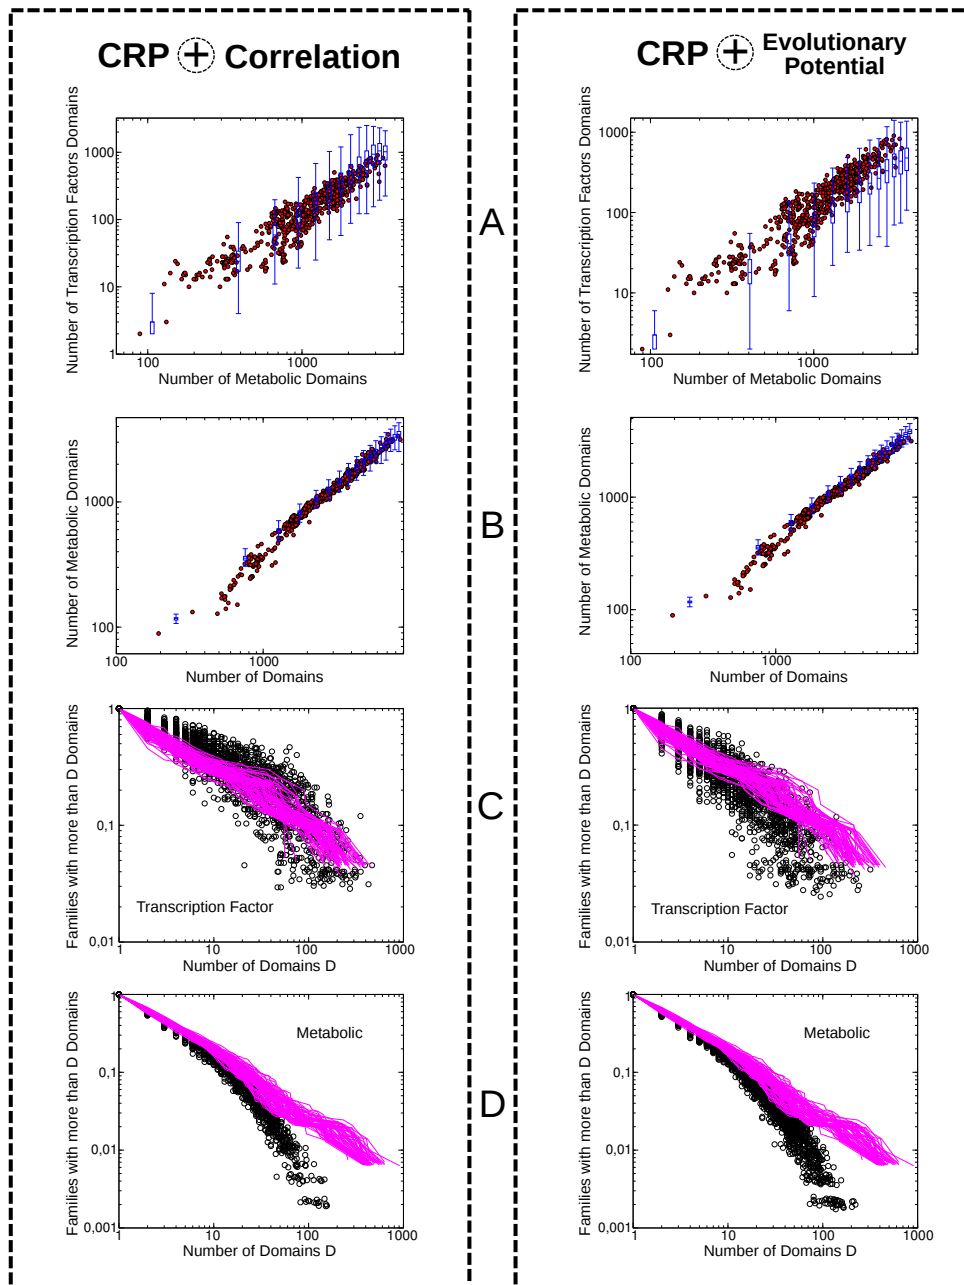 CRP + Correlation
CRP + Evolutionary
Potential
Number of Transcription Factors Domains
1000
100
10
1
100
1000
Number of Metabolic Domains
A
Number of Transcription Factors Domains
1000
100
10
100
1000
Number of Metabolic Domains
Number of Metabolic Domains
1000
100
100
1000
Number of Domains
B
Number of Metabolic Domains
1000
100
100
1000
Number of Domains
Families with more than D Domains
1
0,1
0,01
1
10
100
1000
Transcription Factor
Number of Domains D
C
Families with more than D Domains
1
0,1
0,01
1
10
100
1000
Transcription Factor
Number of Domains D
Families with more than D Domains
1
0,1
0,01
0,001
1
10
100
1000
Metabolic
Number of Domains D
D
Families with more than D Domains
1
0,1
0,01
0,001
1
10
100
1000
Metabolic
Number of Domains D